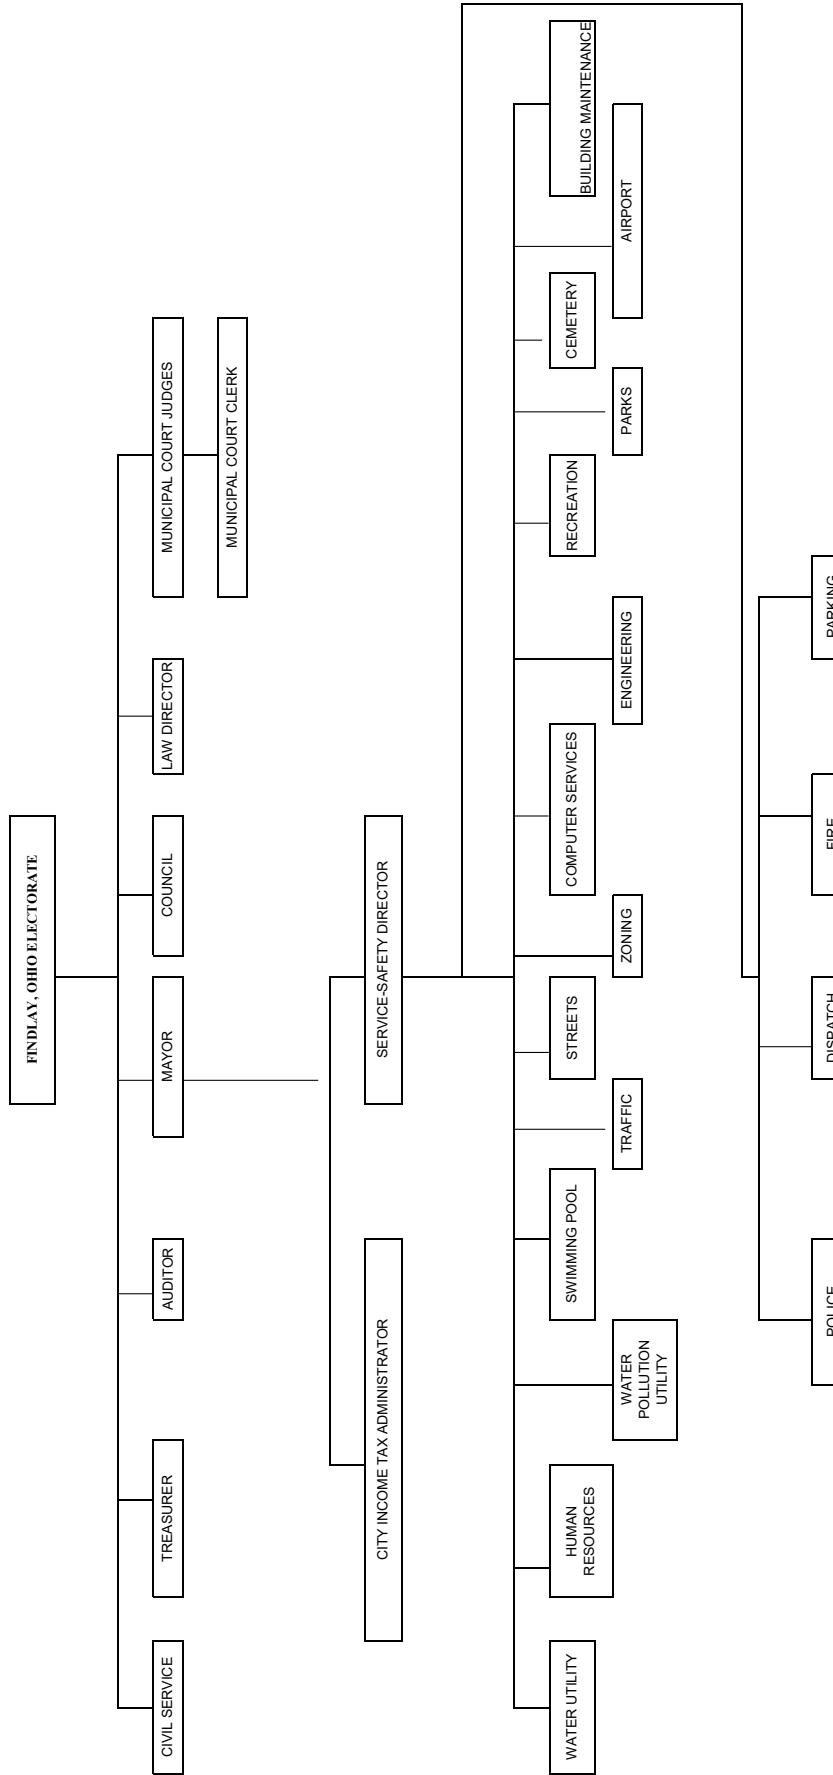 FINDLAY, OHIO ELECTORATE
CIVIL SERVICE
TREASURER
AUDITOR
MAYOR
COUNCIL
LAW DIRECTOR
MUNICIPAL COURT JUDGES
MUNICIPAL COURT CLERK
CITY INCOME TAX ADMINISTRATOR
SERVICE-SAFETY DIRECTOR
WATER UTILITY
HUMAN
RESOURCES
WATER
POLLUTION
UTILITY
SWIMMING POOL
TRAFFIC
STREETS
ZONING
COMPUTER SERVICES
ENGINEERING
RECREATION
PARKS
CEMETERY
AIRPORT
BUILDING MAINTENANCE
POLICE
DISPATCH
FIRE
PARKING